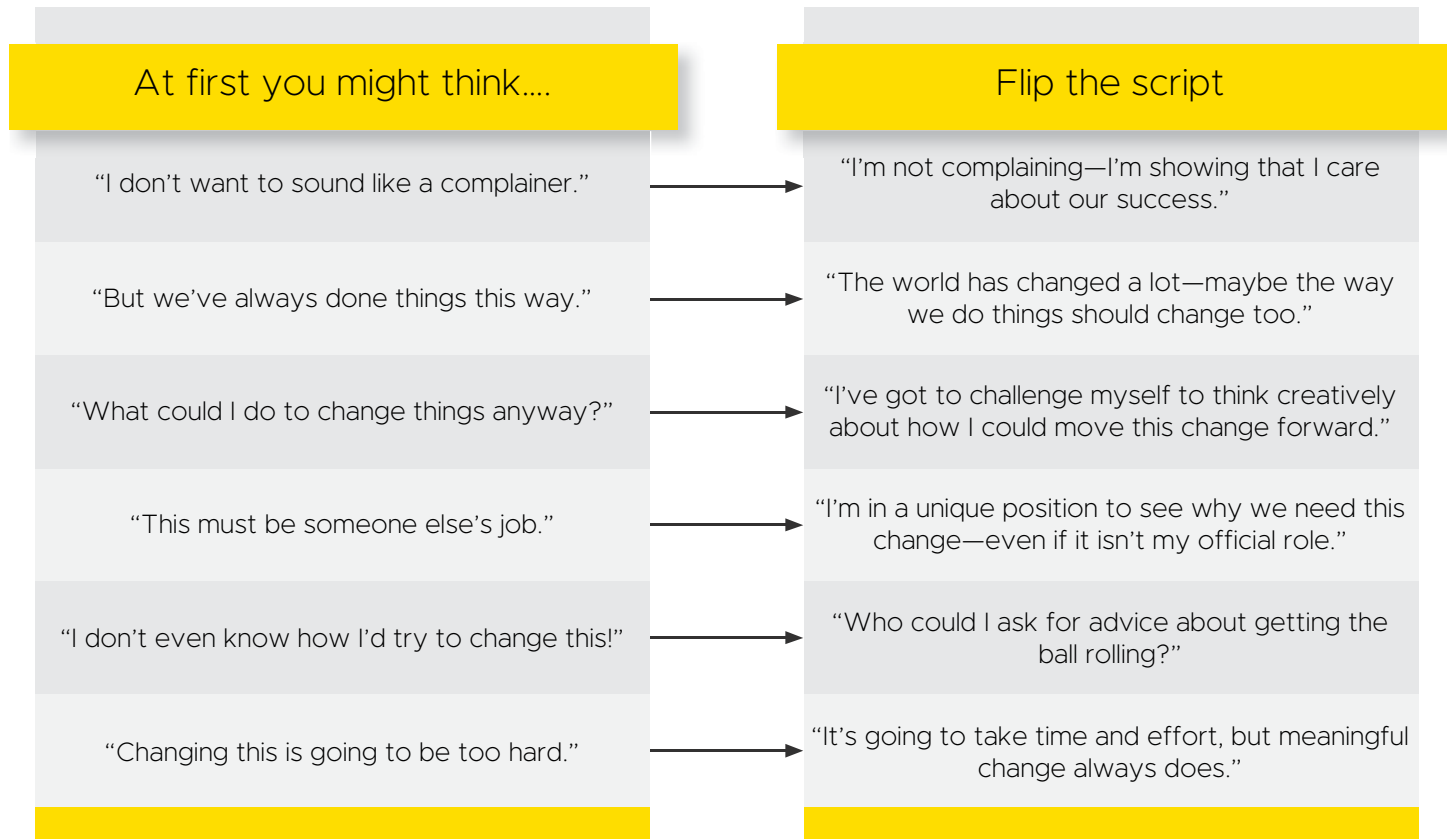 At first you might think....
Flip the script
“I don’t want to sound like a complainer.”
“I’m not complaining—I’m showing that I care
about our success.”
“But we’ve always done things this way.”
“The world has changed a lot—maybe the way
we do things should change too.”
“What could I do to change things anyway?”
“I’ve got to challenge myself to think creatively
about how I could move this change forward.”
“This must be someone else’s job.”
“I’m in a unique position to see why we need this
change—even if it isn’t my official role.”
“I don’t even know how I’d try to change this!”
“Who could I ask for advice about getting the
ball rolling?”
“Changing this is going to be too hard.”
“It’s going to take time and effort, but meaningful
change always does.”